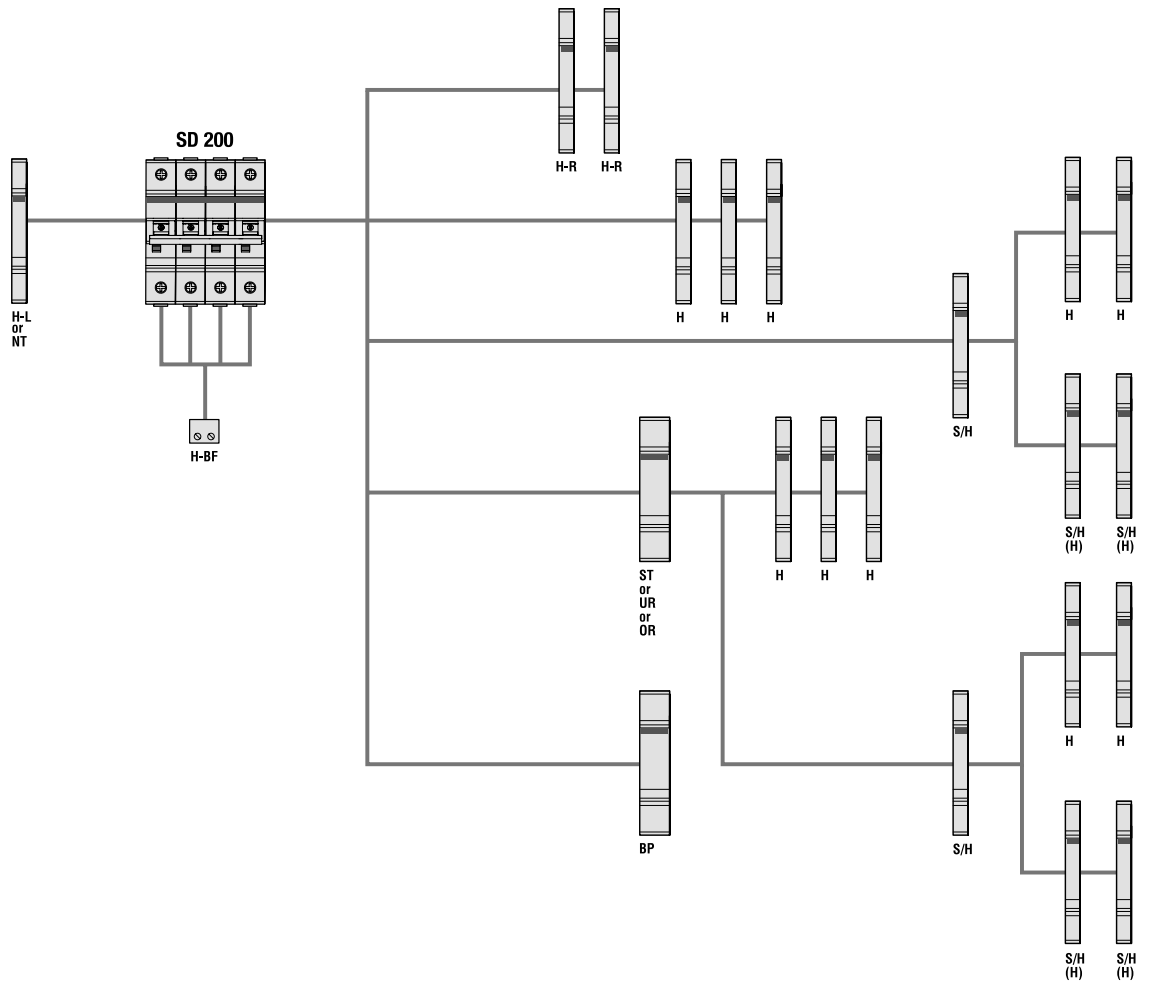 SD 200
H-R H-R
H-L
or
NT
H H H
H H
S/H
H-BF
S/H S/H
(H) (H)
ST
or
UR
or
OR
H H H
H H
BP
S/H
S/H S/H
(H) (H)